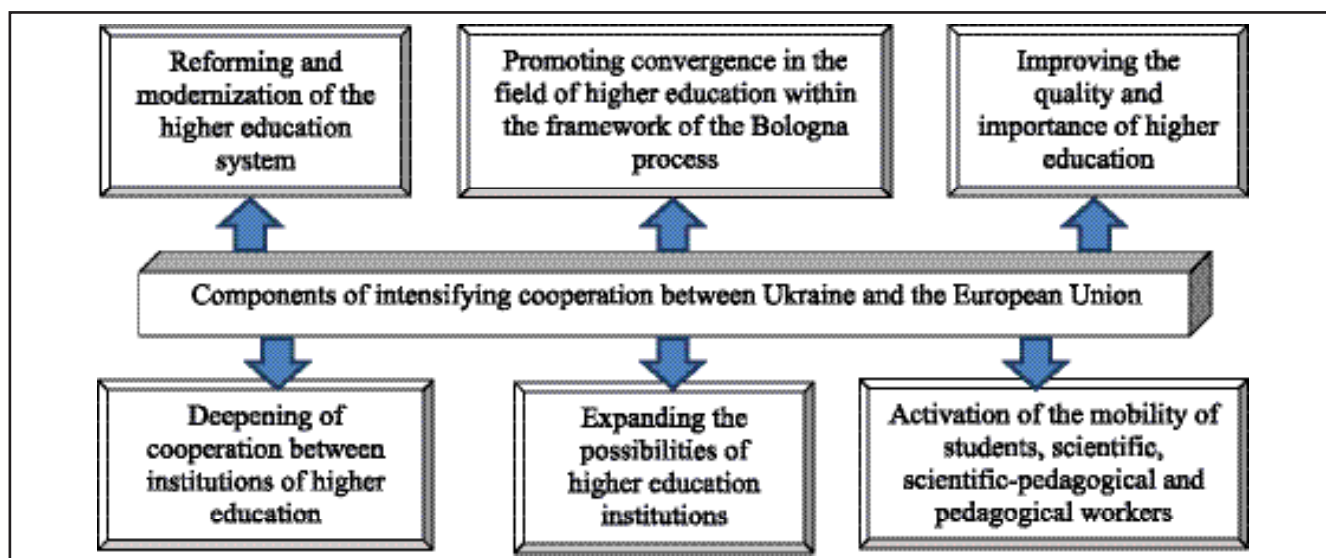 Reforming and
modernization of the
higher education
system
Promoting convergence in the
field of higher education within
the framework of the Bologna
process
Improving the
quality and
importance of higher
education
Components of intensifying cooperation between Ukraine and the European Union
Deepening of
cooperation between
institutions of higher
education
Expanding the
possibilities of
higher education
institutions
Activation of the mobility of
students, scientific,
scientific-pedagogical and
pedagogical workers